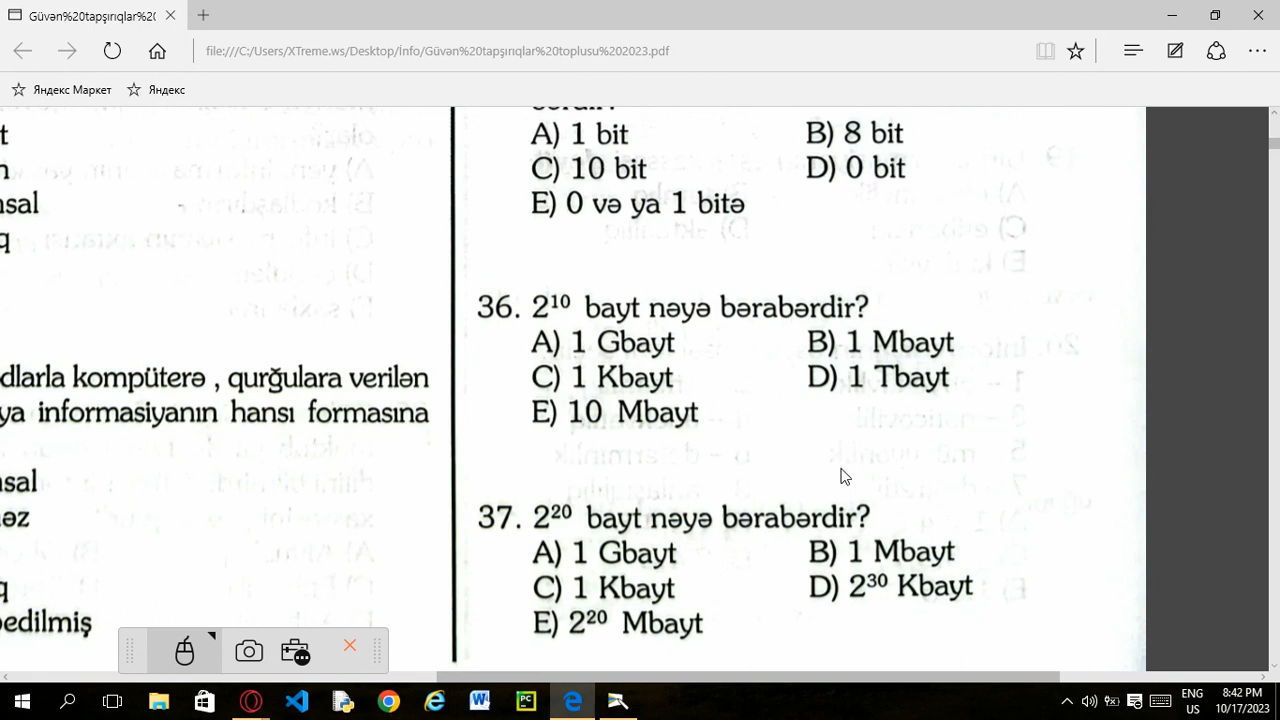 Güvən%20tapşırıqlar%20
file:///C:/Users/XTreme.ws/Desktop/İnfo/Güvən%20tapşırıqlar%20toplusu%202023.pdf
Яндекс Маркет
Яндекс
t
nsal
q
dlarla kompüterə , qurğulara verilən
ya informasiyanın hansı formasına
nsal
əz
q
edilmiş
A) 1 bit
B) 8 bit
C) 10 bit
D) 0 bit
E) 0 və ya 1 bitə
36. 2¹⁰ bayt nəyə bərabərdir?
A) 1 Gbayt
B) 1 Mbayt
C) 1 Kbayt
D) 1 Tbayt
E) 10 Mbayt
37. 2²⁰ bayt nəyə bərabərdir?
A) 1 Gbayt
B) 1 Mbayt
C) 1 Kbayt
D) 2³⁰ Kbayt
E) 2²⁰ Mbayt
ENG
US
6:42 PM
10/17/2023